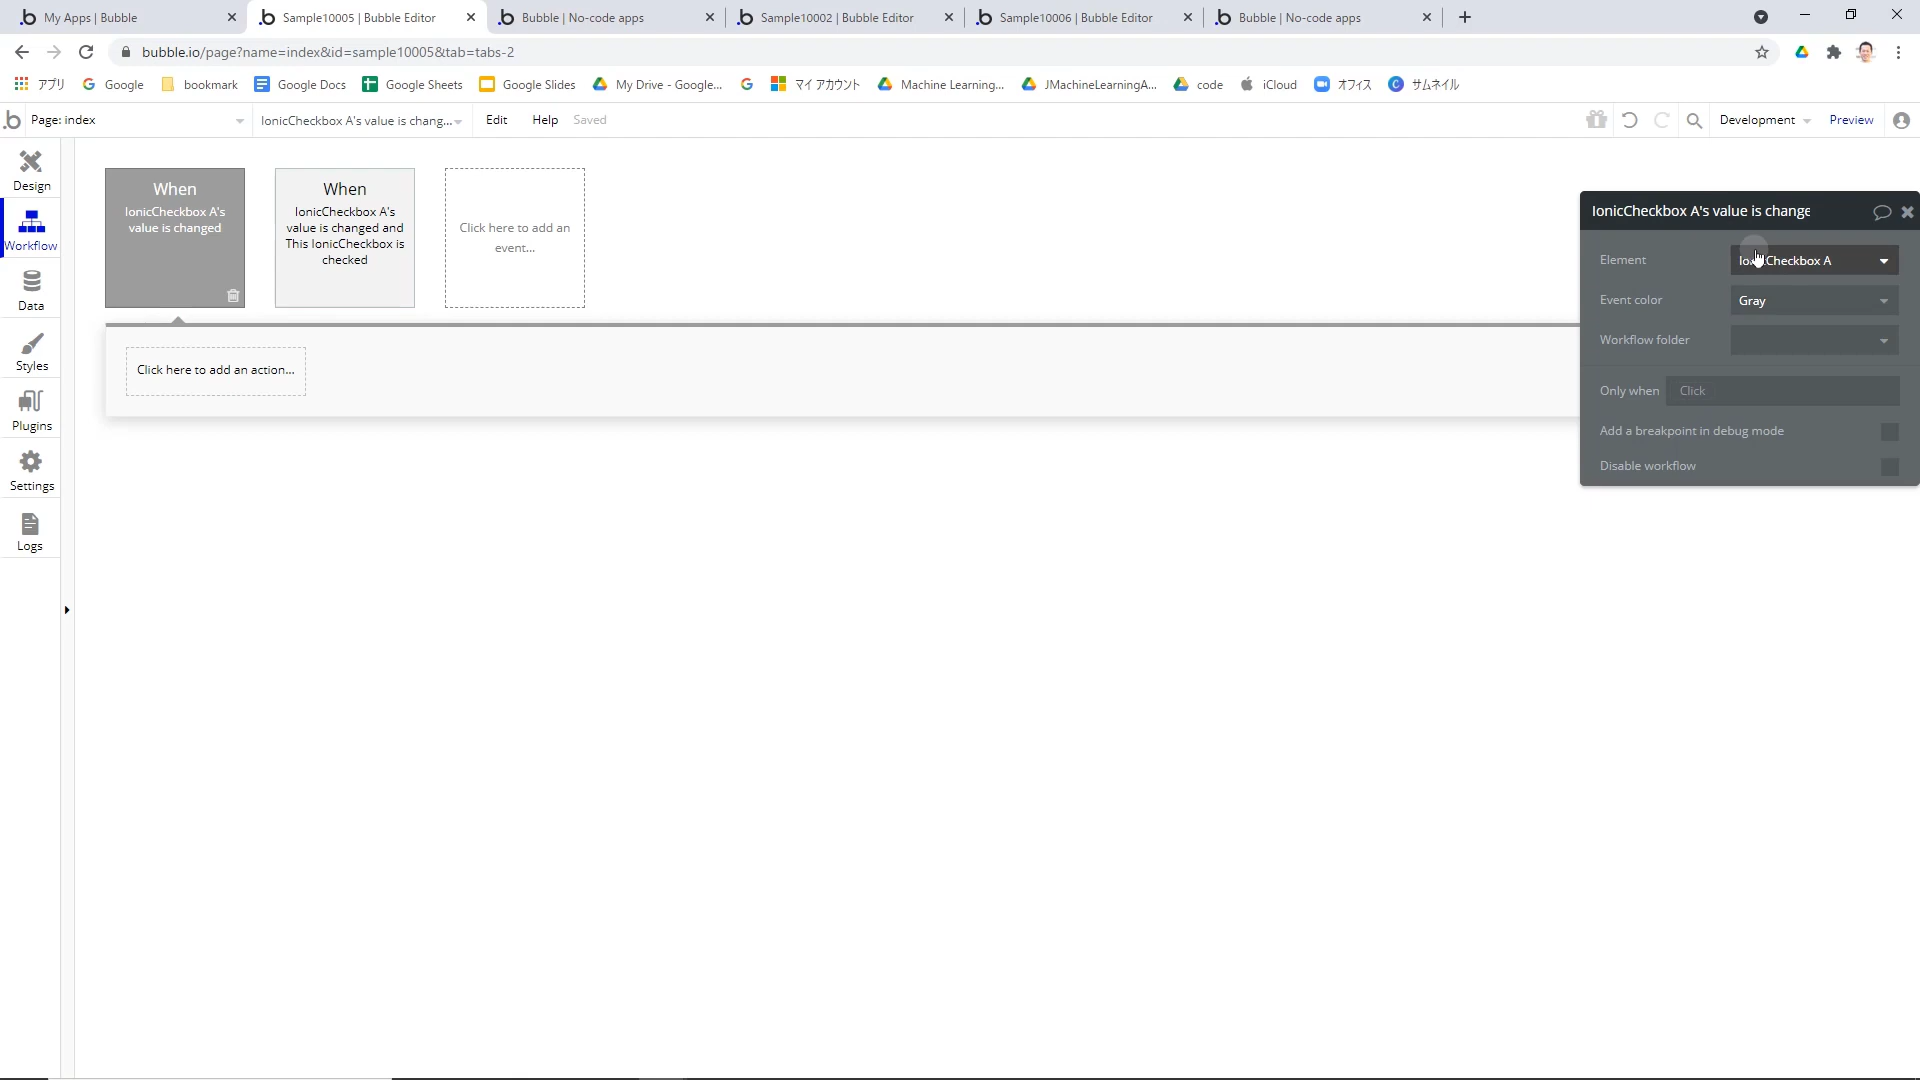 My Apps | Bubble
Sample10005 | Bubble Editor
Bubble | No-code apps
Sample10002 | Bubble Editor
Sample10006 | Bubble Editor
Bubble | No-code apps
bubble.io/page?name=index&id=sample10005&tab=tabs-2
アプリ
Google
bookmark
Google Docs
Google Sheets
Google Slides
My Drive - Google...
マイ アカウント
Machine Learning...
JMachineLearningA...
code
iCloud
オフィス
サムネイル
Page: index
IonicCheckbox A's value is chang...
Edit
Help
Saved
Development
Preview
Design
Workflow
Data
Styles
Plugins
Settings
Logs
When
IonicCheckbox A's
value is changed
When
IonicCheckbox A's
value is changed and
This IonicCheckbox is
checked
Click here to add an
event...
Click here to add an action...
IonicCheckbox A's value is change
Element
Checkbox A
Event color
Gray
Workflow folder
Only when
Click
Add a breakpoint in debug mode
Disable workflow